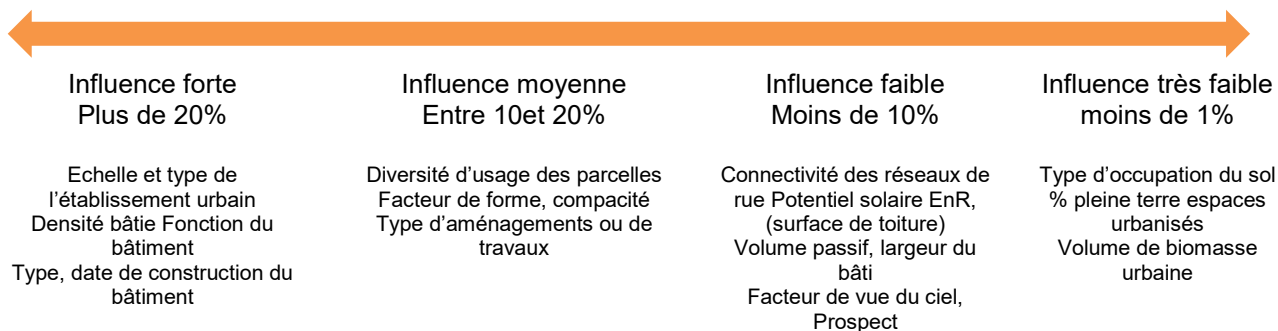 Influence forte
Plus de 20%
Echelle et type de
l'établissement urbain
Densité bâtie Fonction du
bâtiment
Type, date de construction du
bâtiment
Influence moyenne
Entre 10et 20%
Diversité d'usage des parcelles
Facteur de forme, compacité
Type d'aménagements ou de
travaux
Influence faible
Moins de 10%
Connectivité des réseaux de
rue Potentiel solaire EnR,
(surface de toiture)
Volume passif, largeur du
bâti
Facteur de vue du ciel,
Prospect
Influence très faible
moins de 1%
Type d'occupation du sol
% pleine terre espaces
urbanisés
Volume de biomasse
urbaine